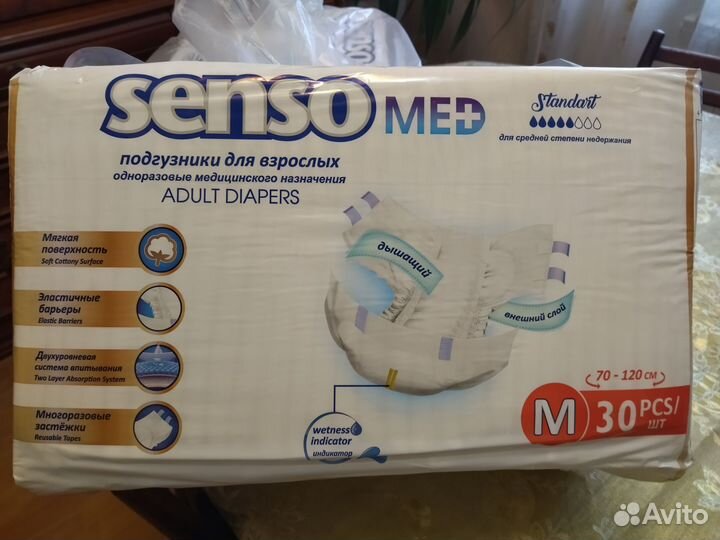 senso MED
Standart
для средней степени недержания
подгузники для взрослых
одноразовые медицинского назначения
ADULT DIAPERS
Мягкая
поверхность
Soft Cottony Surface
Эластичные
барьеры
Elastic Barriers
Двухуровневая
система впитывания
Two Layer Absorption System
Многоразовые
застёжки
Reusable Tapes
дышащий
внешний слой
wetness
indicator
индикатор
70 - 120 см
M 30 PCS/
шт
Avito